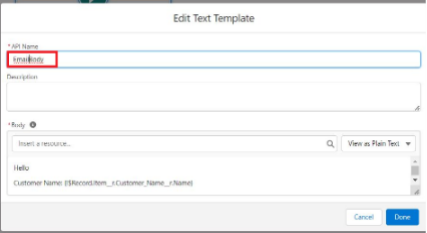 Edit Text Template
* API Name
EmailBody
Description
* Body
Insert a resource...
View as Plain Text
Hello
Customer Name: {!$Record.Item__r.Customer_Name__r.Name}
Cancel
Done